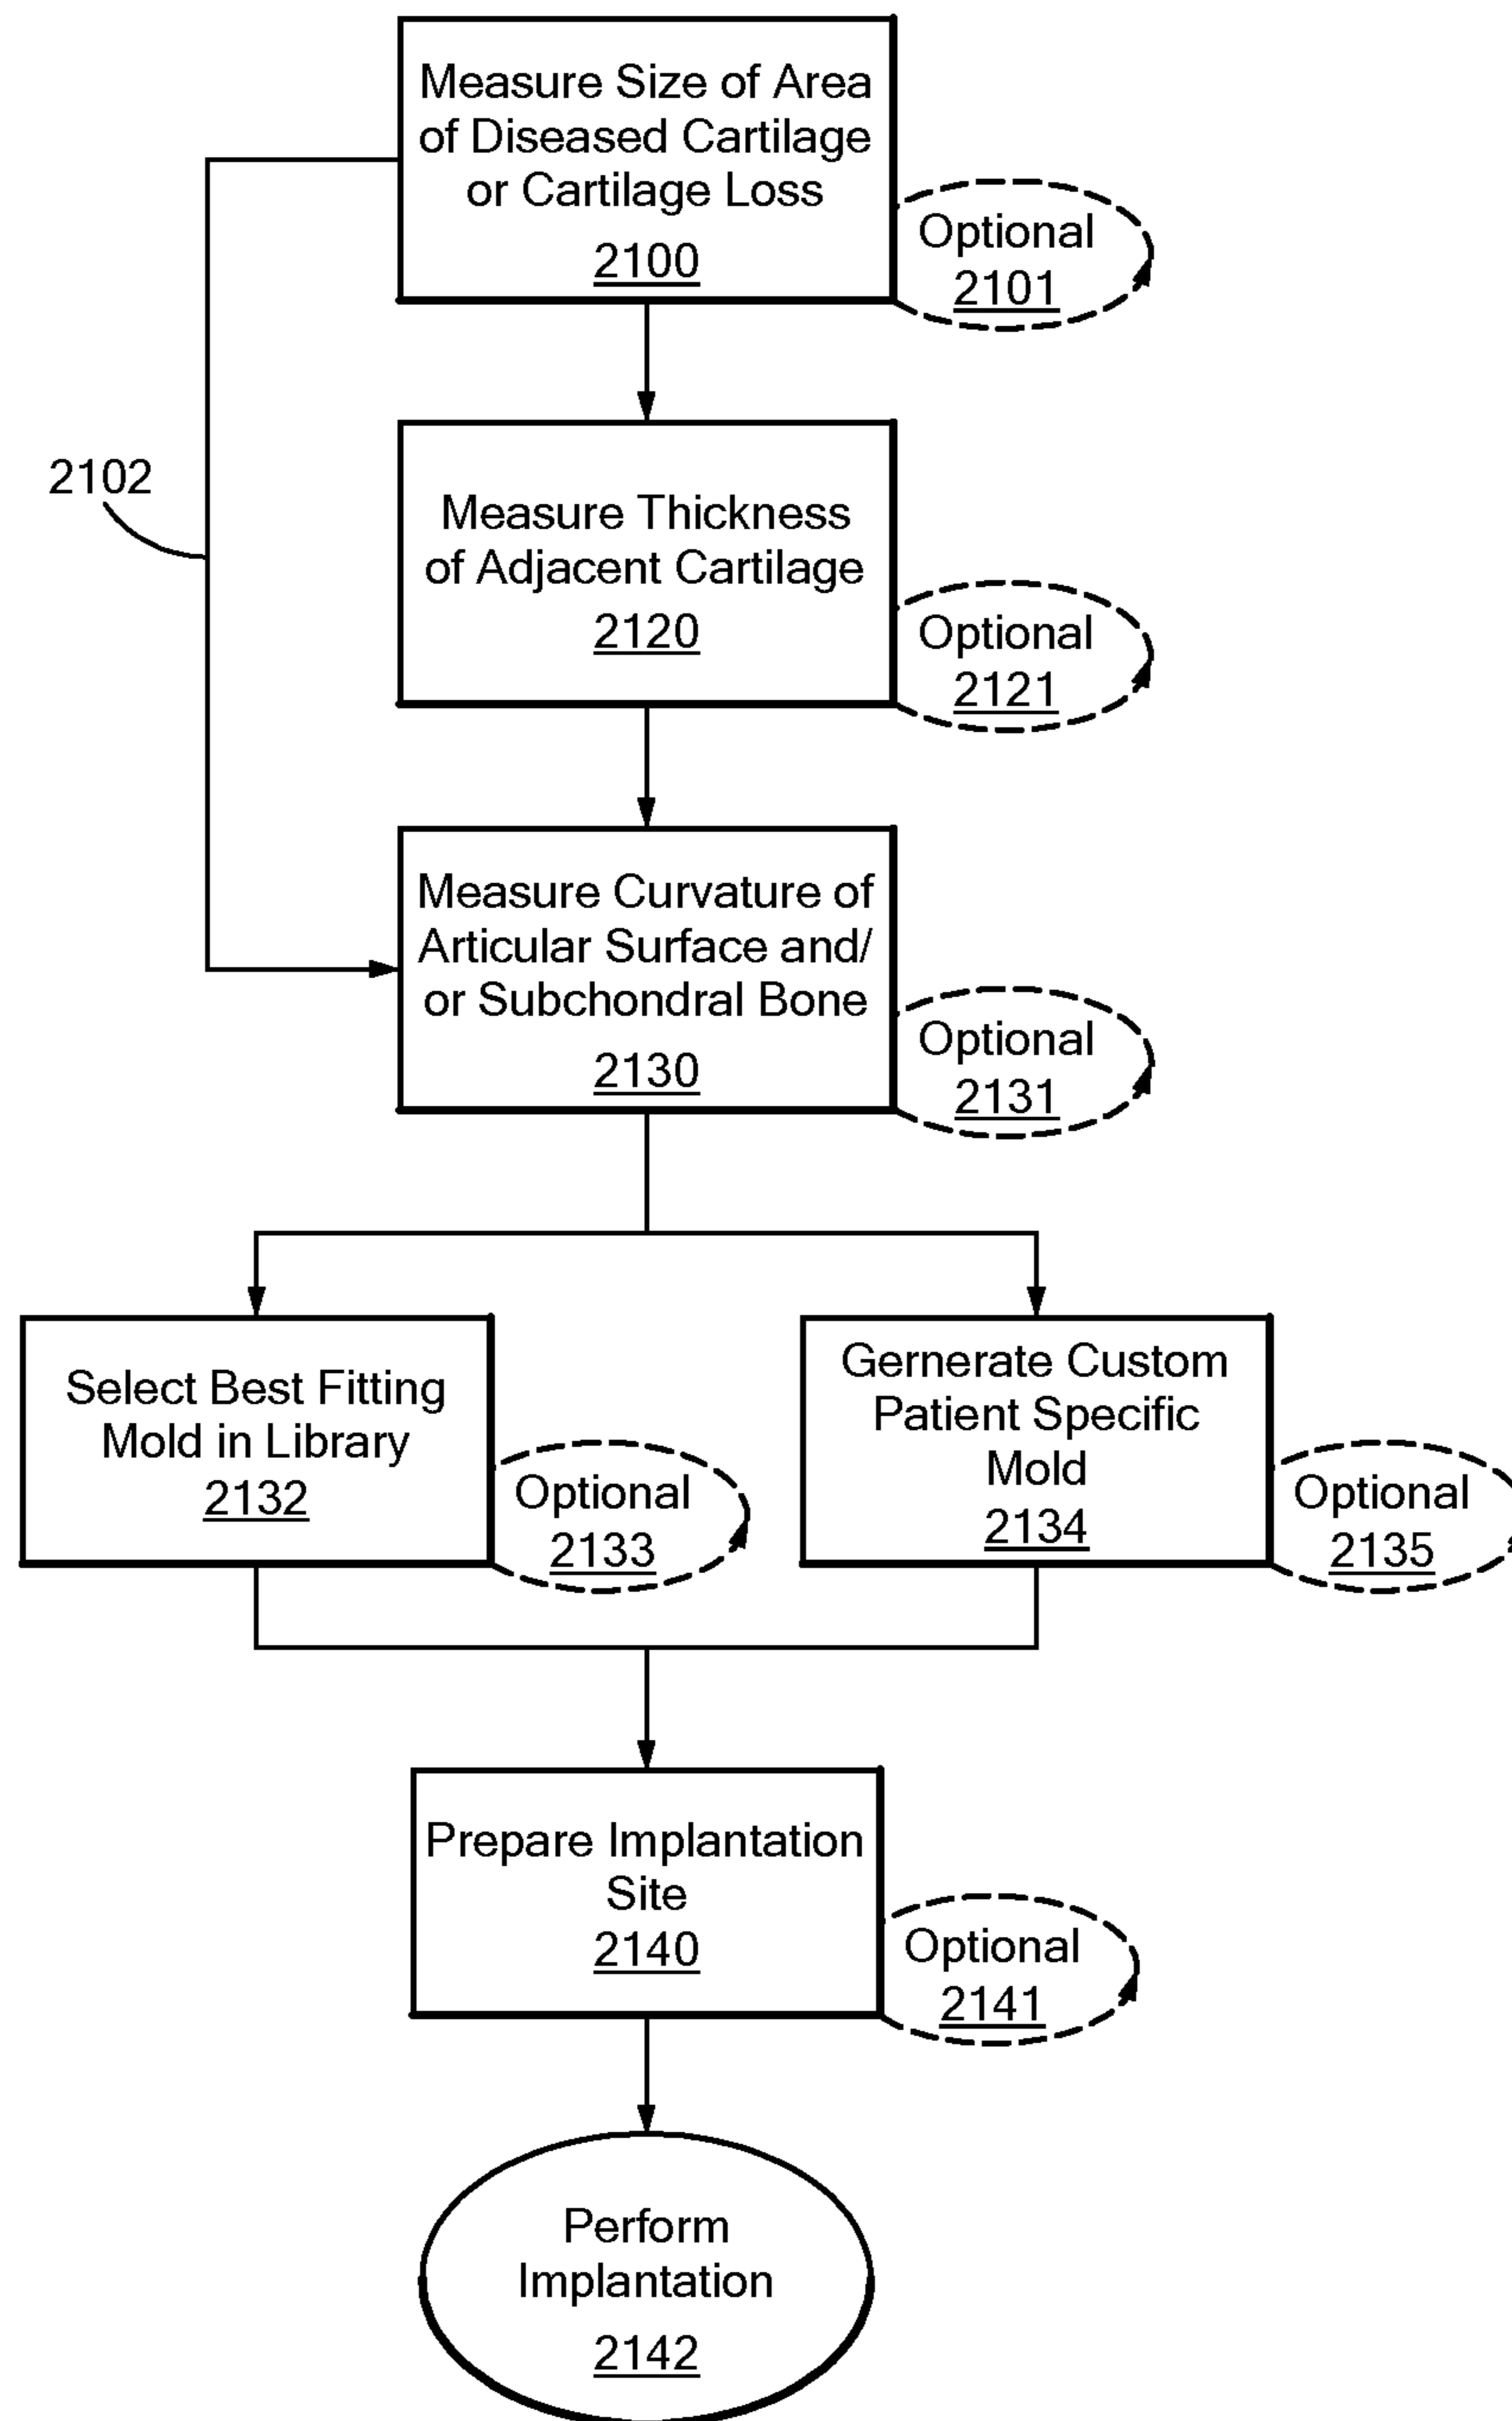 Measure Size of Area
of Diseased Cartilage
or Cartilage Loss
2100
Optional
2101
2102
Measure Thickness
of Adjacent Cartilage
2120
Optional
2121
Measure Curvature of
Articular Surface and/
or Subchondral Bone
2130
Optional
2131
Select Best Fitting
Mold in Library
2132
Optional
2133
Gernerate Custom
Patient Specific
Mold
2134
Optional
2135
Prepare Implantation
Site
2140
Optional
2141
Perform
Implantation
2142